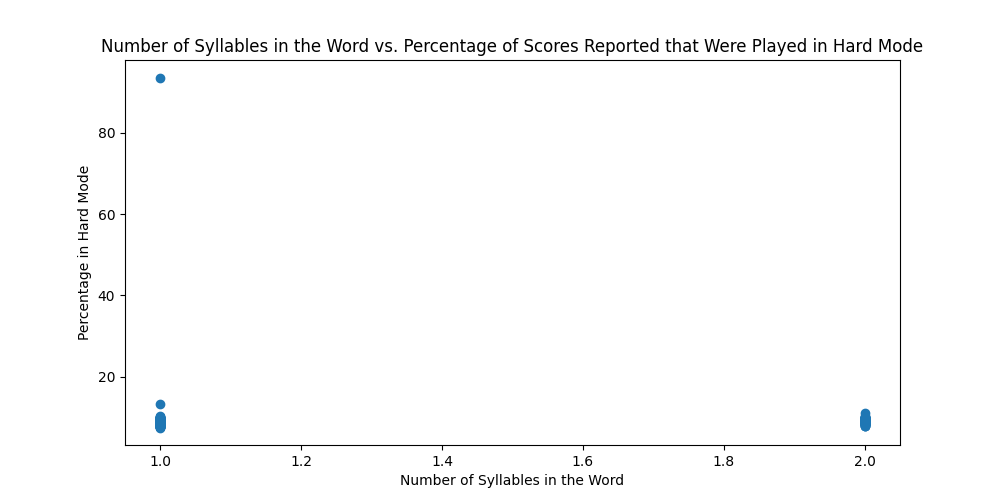 Number of Syllables in the Word vs. Percentage of Scores Reported that Were Played in Hard Mode
80
60
40
20
Percentage in Hard Mode
1.0 1.2 1.4 1.6 1.8 2.0
Number of Syllables in the Word